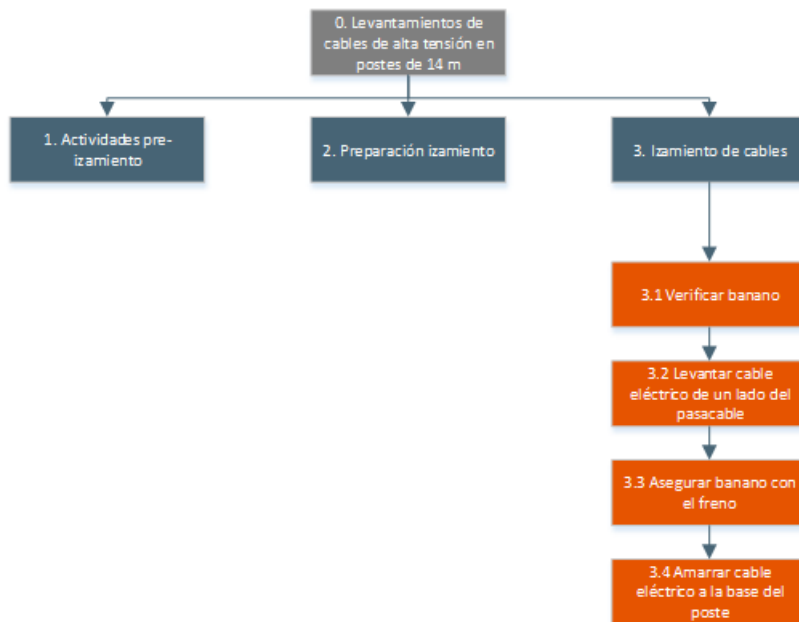 0. Levantamientos de
cables de alta tensión en
postes de 14 m
1. Actividades pre-
izamiento
2. Preparación izamiento
3. Izamiento de cables
3.1 Verificar banano
3.2 Levantar cable
eléctrico de un lado del
pasacable
3.3 Asegurar banano con
el freno
3.4 Amarrar cable
eléctrico a la base del
poste